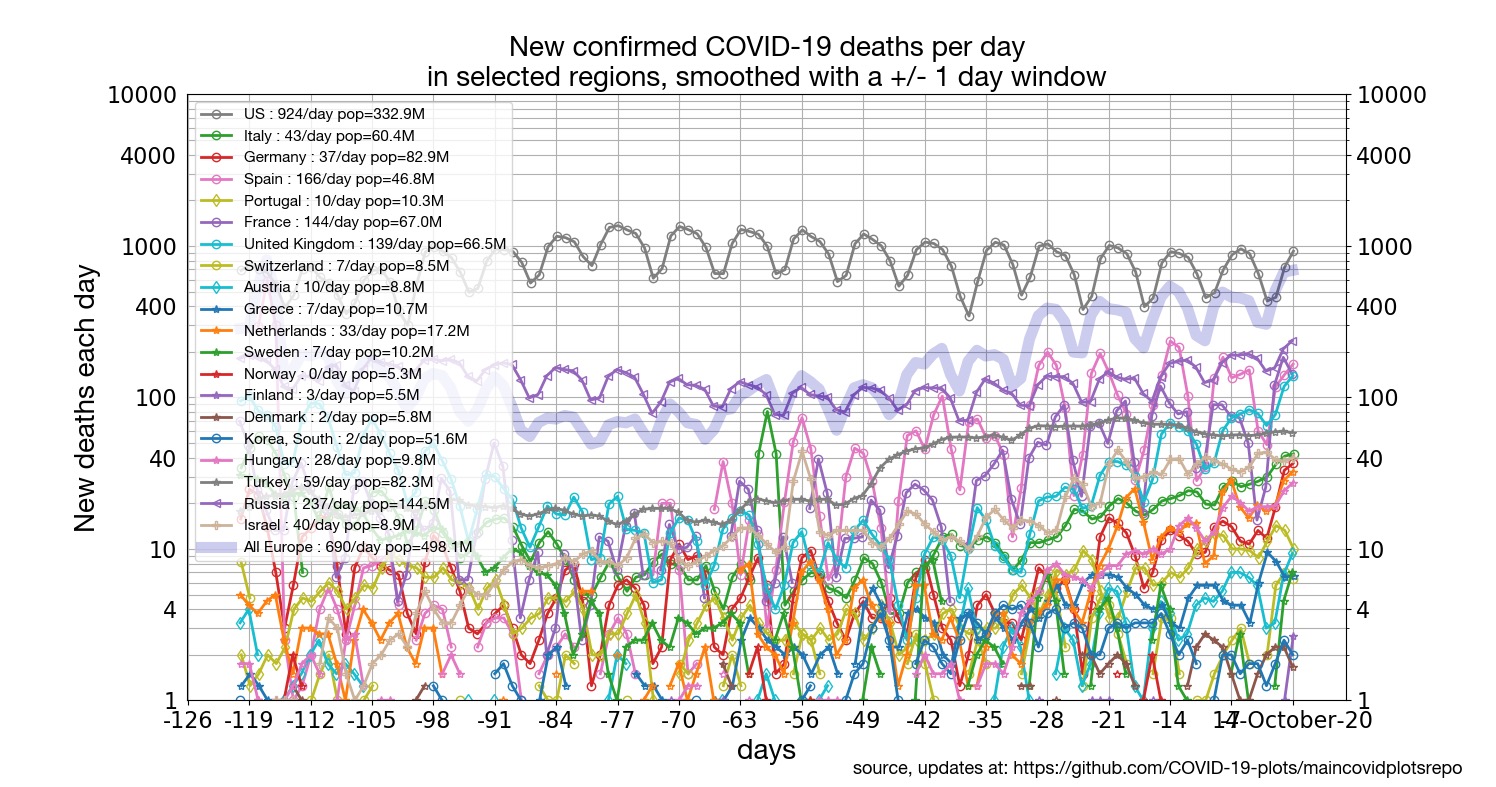 New confirmed COVID-19 deaths per day
in selected regions, smoothed with a +/- 1 day window
New deaths each day
10000
4000
1000
400
100
40
10
4
1
US : 924/day pop=332.9M
Italy : 43/day pop=60.4M
Germany : 37/day pop=82.9M
Spain : 166/day pop=46.8M
Portugal : 10/day pop=10.3M
France : 144/day pop=67.0M
United Kingdom : 139/day pop=66.5M
Switzerland : 7/day pop=8.5M
Austria : 10/day pop=8.8M
Greece : 7/day pop=10.7M
Netherlands : 33/day pop=17.2M
Sweden : 7/day pop=10.2M
Norway : 0/day pop=5.3M
Finland : 3/day pop=5.5M
Denmark : 2/day pop=5.8M
Korea, South : 2/day pop=51.6M
Hungary : 28/day pop=9.8M
Turkey : 59/day pop=82.3M
Russia : 237/day pop=144.5M
Israel : 40/day pop=8.9M
All Europe : 690/day pop=498.1M
10000
4000
1000
400
100
40
10
4
1
-126 -119 -112 -105 -98 -91 -84 -77 -70 -63 -56 -49 -42 -35 -28 -21 -14 -October-20
days
source, updates at: https://github.com/COVID-19-plots/maincovidplotsrepo